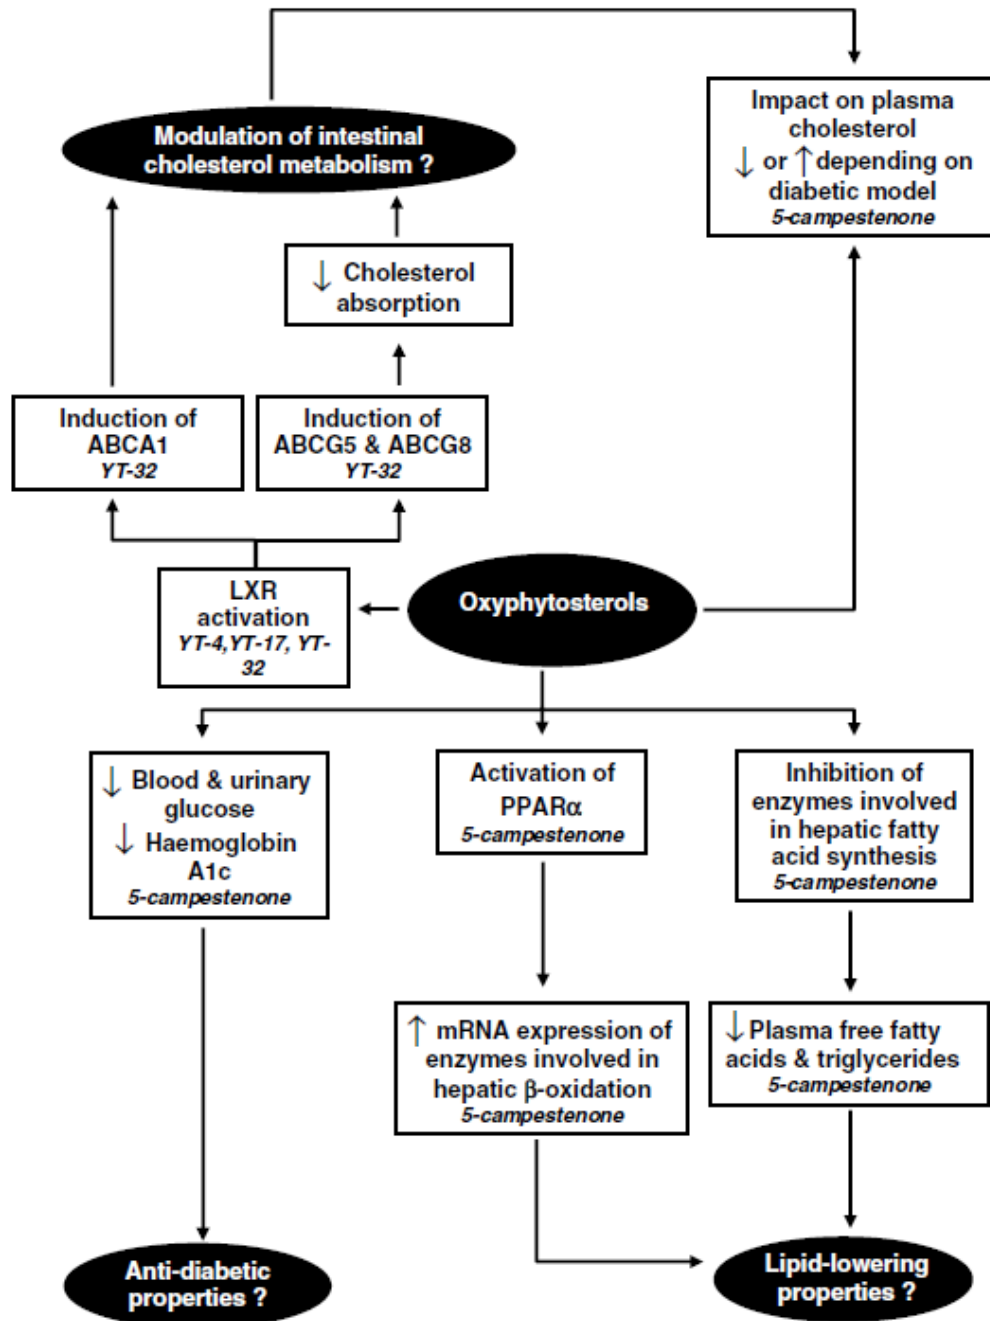 Modulation of intestinal
cholesterol metabolism ?
Impact on plasma
cholesterol
↓ or ↑ depending on
diabetic model
5-campestenone
↓ Cholesterol
absorption
Induction of
ABCA1
YT-32
Induction of
ABCG5 & ABCG8
YT-32
LXR
activation
YT-4,YT-17, YT-
32
Oxyphytosterols
↓ Blood & urinary
glucose
↓ Haemoglobin
A1c
5-campestenone
Activation of
PPARα
5-campestenone
Inhibition of
enzymes involved
in hepatic fatty
acid synthesis
5-campestenone
↑ mRNA expression of
enzymes involved in
hepatic β-oxidation
5-campestenone
↓ Plasma free fatty
acids & triglycerides
5-campestenone
Anti-diabetic
properties ?
Lipid-lowering
properties ?